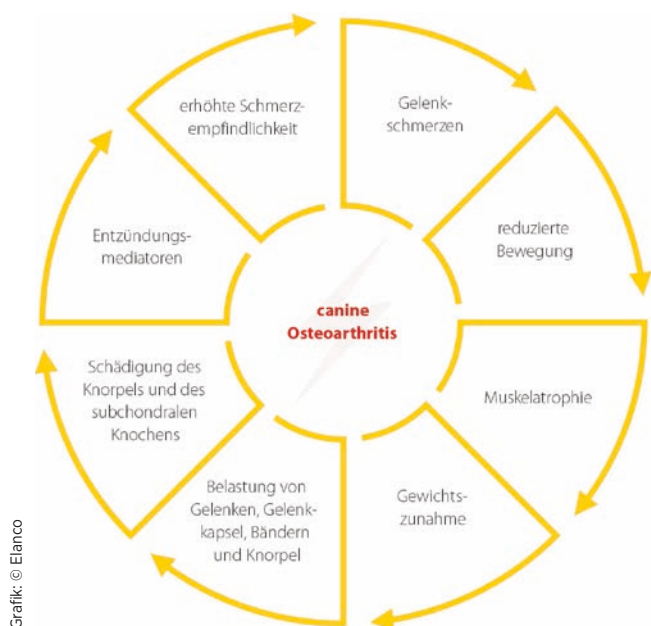 erhöhte Schmerz-
empfindlichkeit
Gelenk-
schmerzen
reduzierte
Bewegung
Muskelatrophie
Gewichts-
zunahme
Belastung von
Gelenken, Gelenk-
kapsel, Bändern
und Knorpel
Schädigung des
Knorpels und des
subchondralen
Knochens
Entzündungs-
mediatoren
canine
Osteoarthritis
Grafik: © Elanco